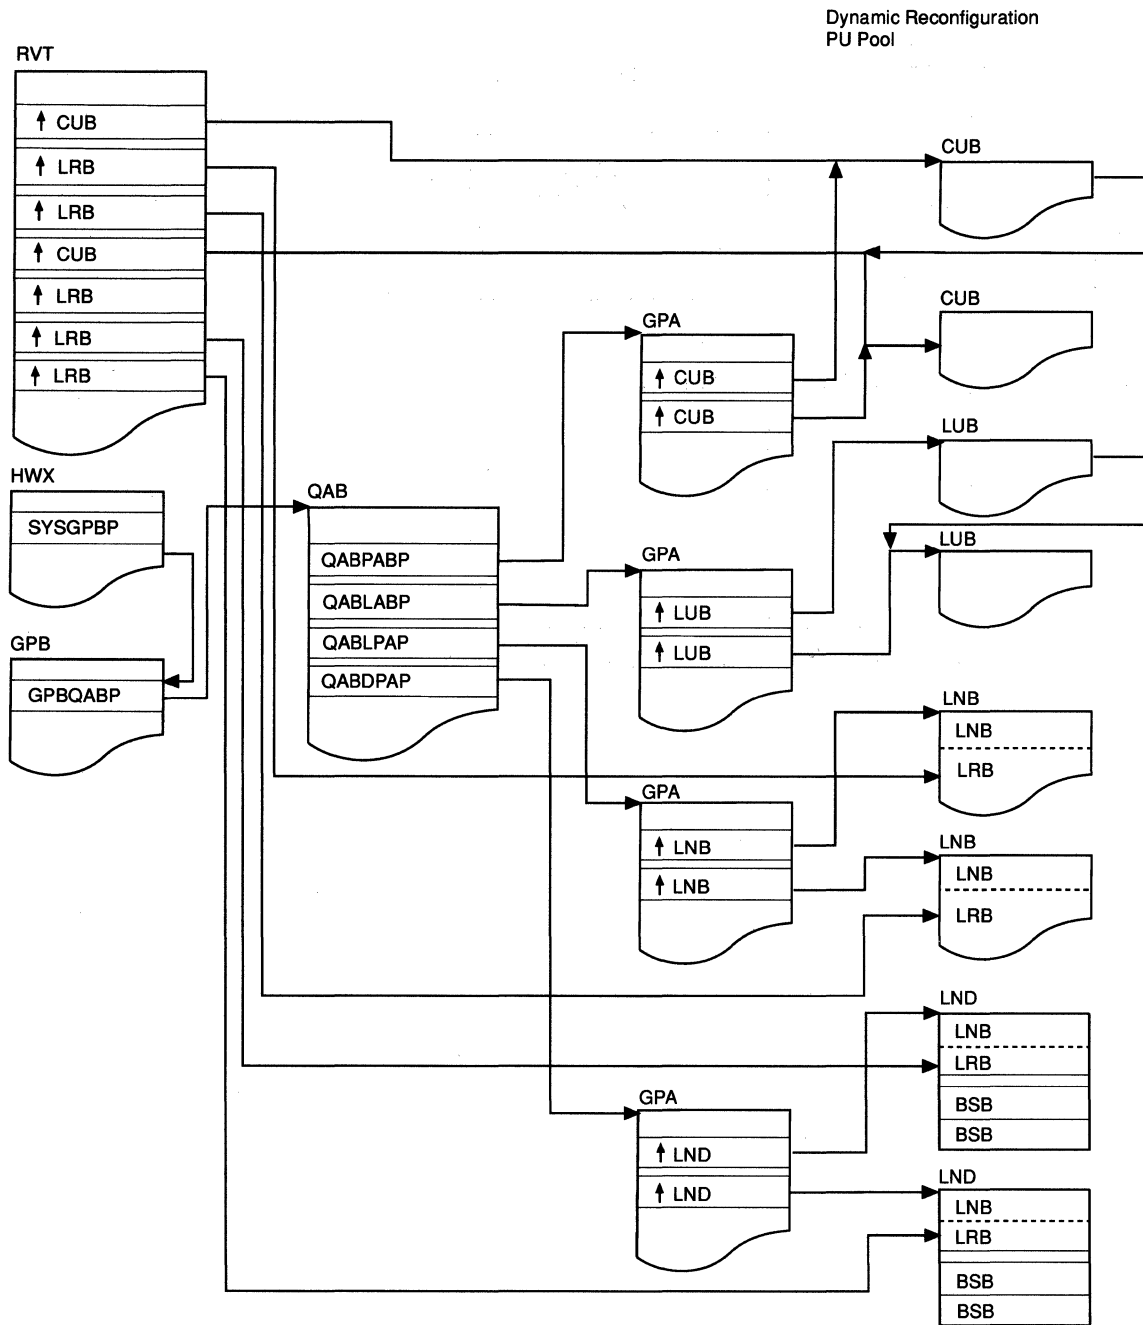 Dynamic Reconfiguration
PU Pool
RVT
↑ CUB
↑ LRB
↑ LRB
↑ CUB
↑ LRB
↑ LRB
↑ LRB
HWX
SYSGPBP
GPB
GPBQABP
QAB
QABPABP
QABLABP
QABLPAP
QABDPAP
GPA
↑ CUB
↑ CUB
GPA
↑ LUB
↑ LUB
GPA
↑ LNB
↑ LNB
GPA
↑ LND
↑ LND
CUB
CUB
LUB
LUB
LNB
LNB
LRB
LNB
LNB
LRB
LND
LNB
LRB
BSB
BSB
LND
LNB
LRB
BSB
BSB